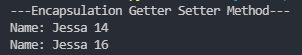 ---Encapsulation Getter Setter Method---
Name: Jessa 14
Name: Jessa 16